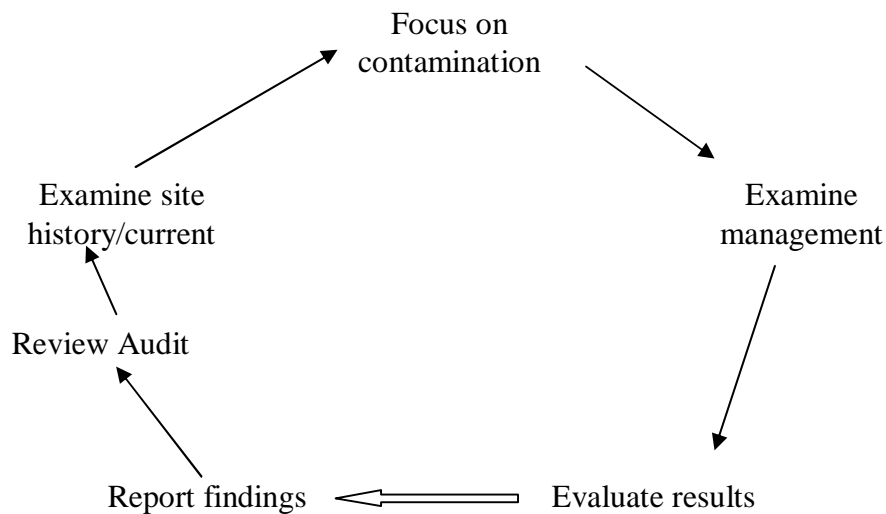 Focus on
contamination
Examine site
history/current
Examine
management
Review Audit
Report findings
Evaluate results